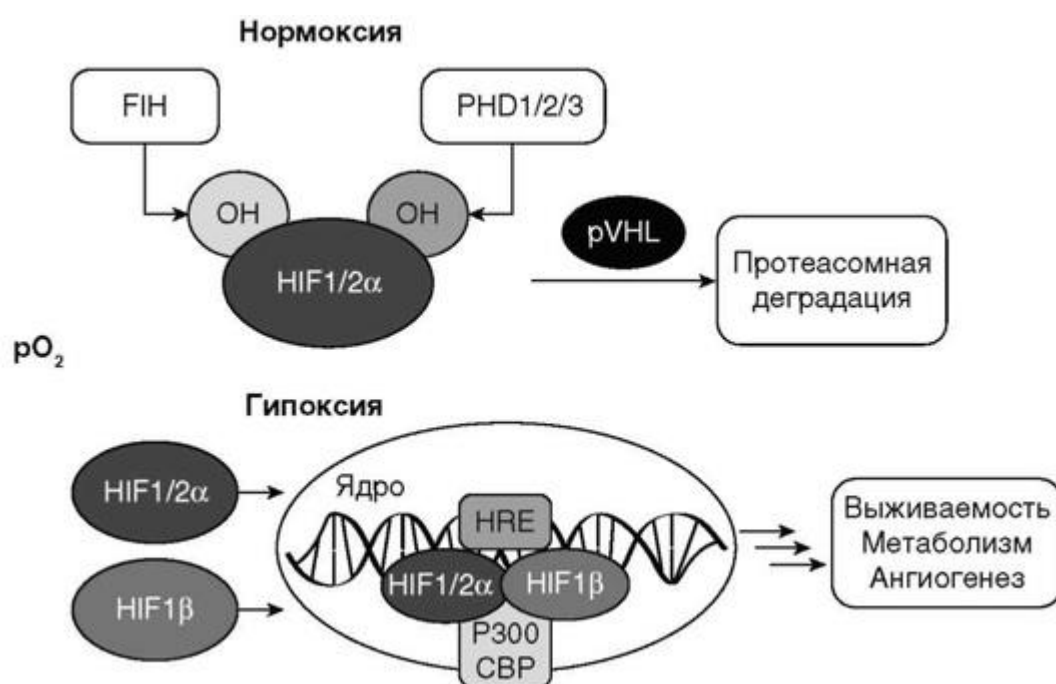 Нормоксия
FIH
PHD1/2/3
OH
OH
HIF1/2α
pVHL
Протеасомная
деградация
pO₂
Гипоксия
HIF1/2α
HIF1β
Ядро
HRE
HIF1/2α
HIF1β
P300
CBP
Выживаемость
Метаболизм
Ангиогенез